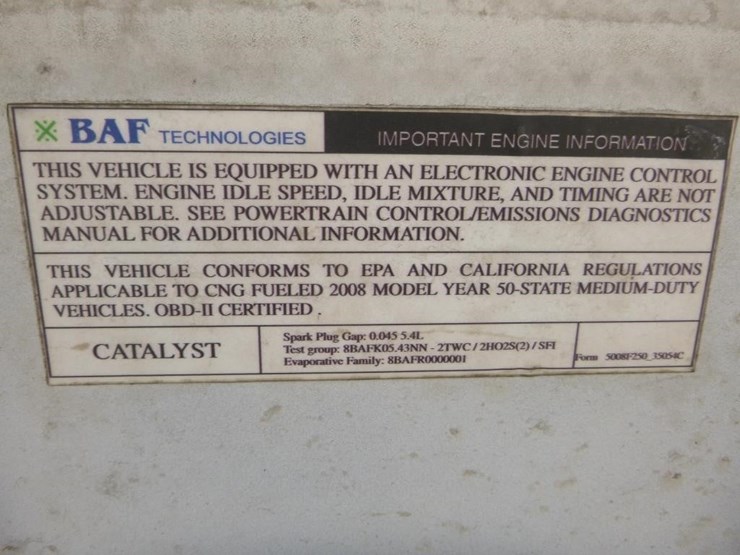 BAF TECHNOLOGIES
IMPORTANT ENGINE INFORMATION
THIS VEHICLE IS EQUIPPED WITH AN ELECTRONIC ENGINE CONTROL
SYSTEM. ENGINE IDLE SPEED, IDLE MIXTURE, AND TIMING ARE NOT
ADJUSTABLE. SEE POWERTRAIN CONTROL/EMISSIONS DIAGNOSTICS
MANUAL FOR ADDITIONAL INFORMATION.
THIS VEHICLE CONFORMS TO EPA AND CALIFORNIA REGULATIONS
APPLICABLE TO CNG FUELED 2008 MODEL YEAR 50-STATE MEDIUM-DUTY
VEHICLES. OBD-II CERTIFIED .
CATALYST
Spark Plug Gap: 0.045 5.4L
Test group: 8BAFK05.43NN - 2TWC / 2HO2S(2) / SFI
Evaporative Family: 8BAFR0000001
Form